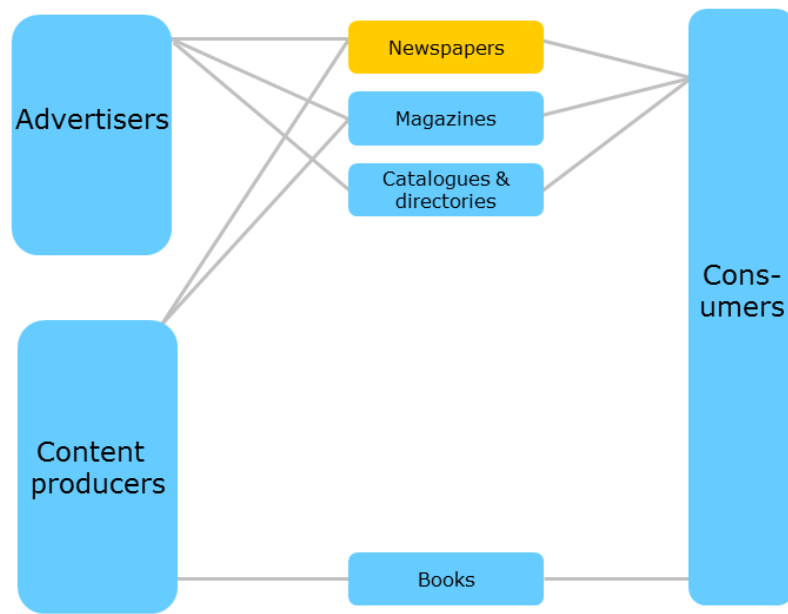 Newspapers
Advertisers
Magazines
Catalogues &
directories
Cons-
umers
Content
producers
Books